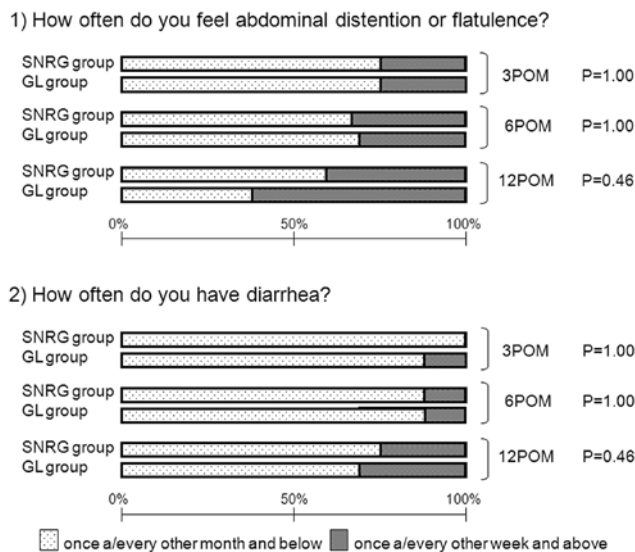 1) How often do you feel abdominal distention or flatulence?
SNRG group
GL group
3POM P=1.00
SNRG group
GL group
6POM P=1.00
SNRG group
GL group
12POM P=0.46
0% 50% 100%
2) How often do you have diarrhea?
SNRG group
GL group
3POM P=1.00
SNRG group
GL group
6POM P=1.00
SNRG group
GL group
12POM P=0.46
0% 50% 100%
once a/every other month and below once a/every other week and above